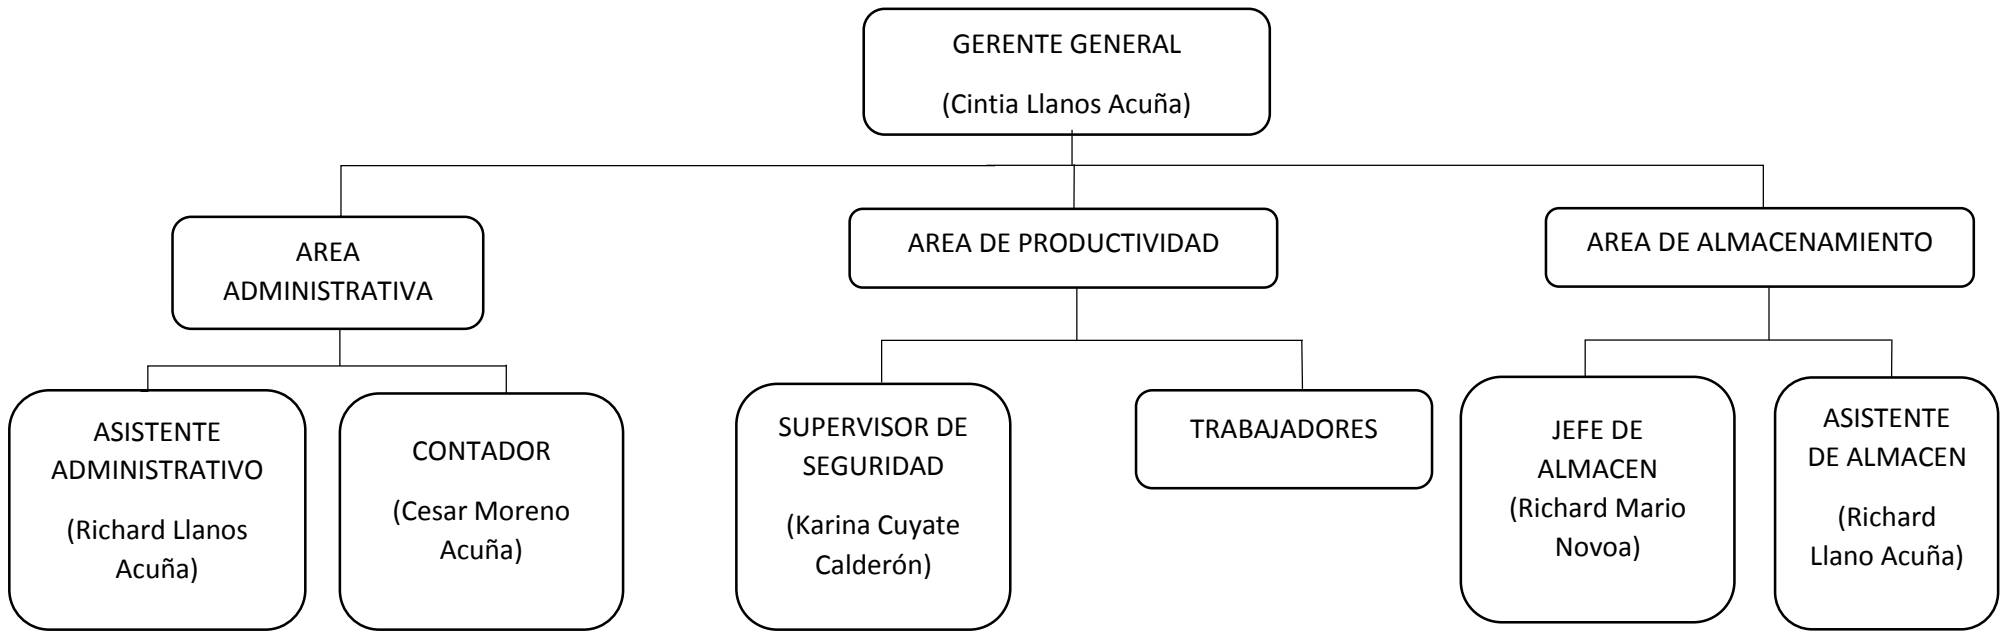 GERENTE GENERAL
(Cintia Llanos Acuña)
AREA
ADMINISTRATIVA
AREA DE PRODUCTIVIDAD
AREA DE ALMACENAMIENTO
ASISTENTE
ADMINISTRATIVO
(Richard Llanos
Acuña)
CONTADOR
(Cesar Moreno
Acuña)
SUPERVISOR DE
SEGURIDAD
(Karina Cuyate
Calderón)
TRABAJADORES
JEFE DE
ALMACEN
(Richard Mario
Novoa)
ASISTENTE
DE ALMACEN
(Richard
Llano Acuña)